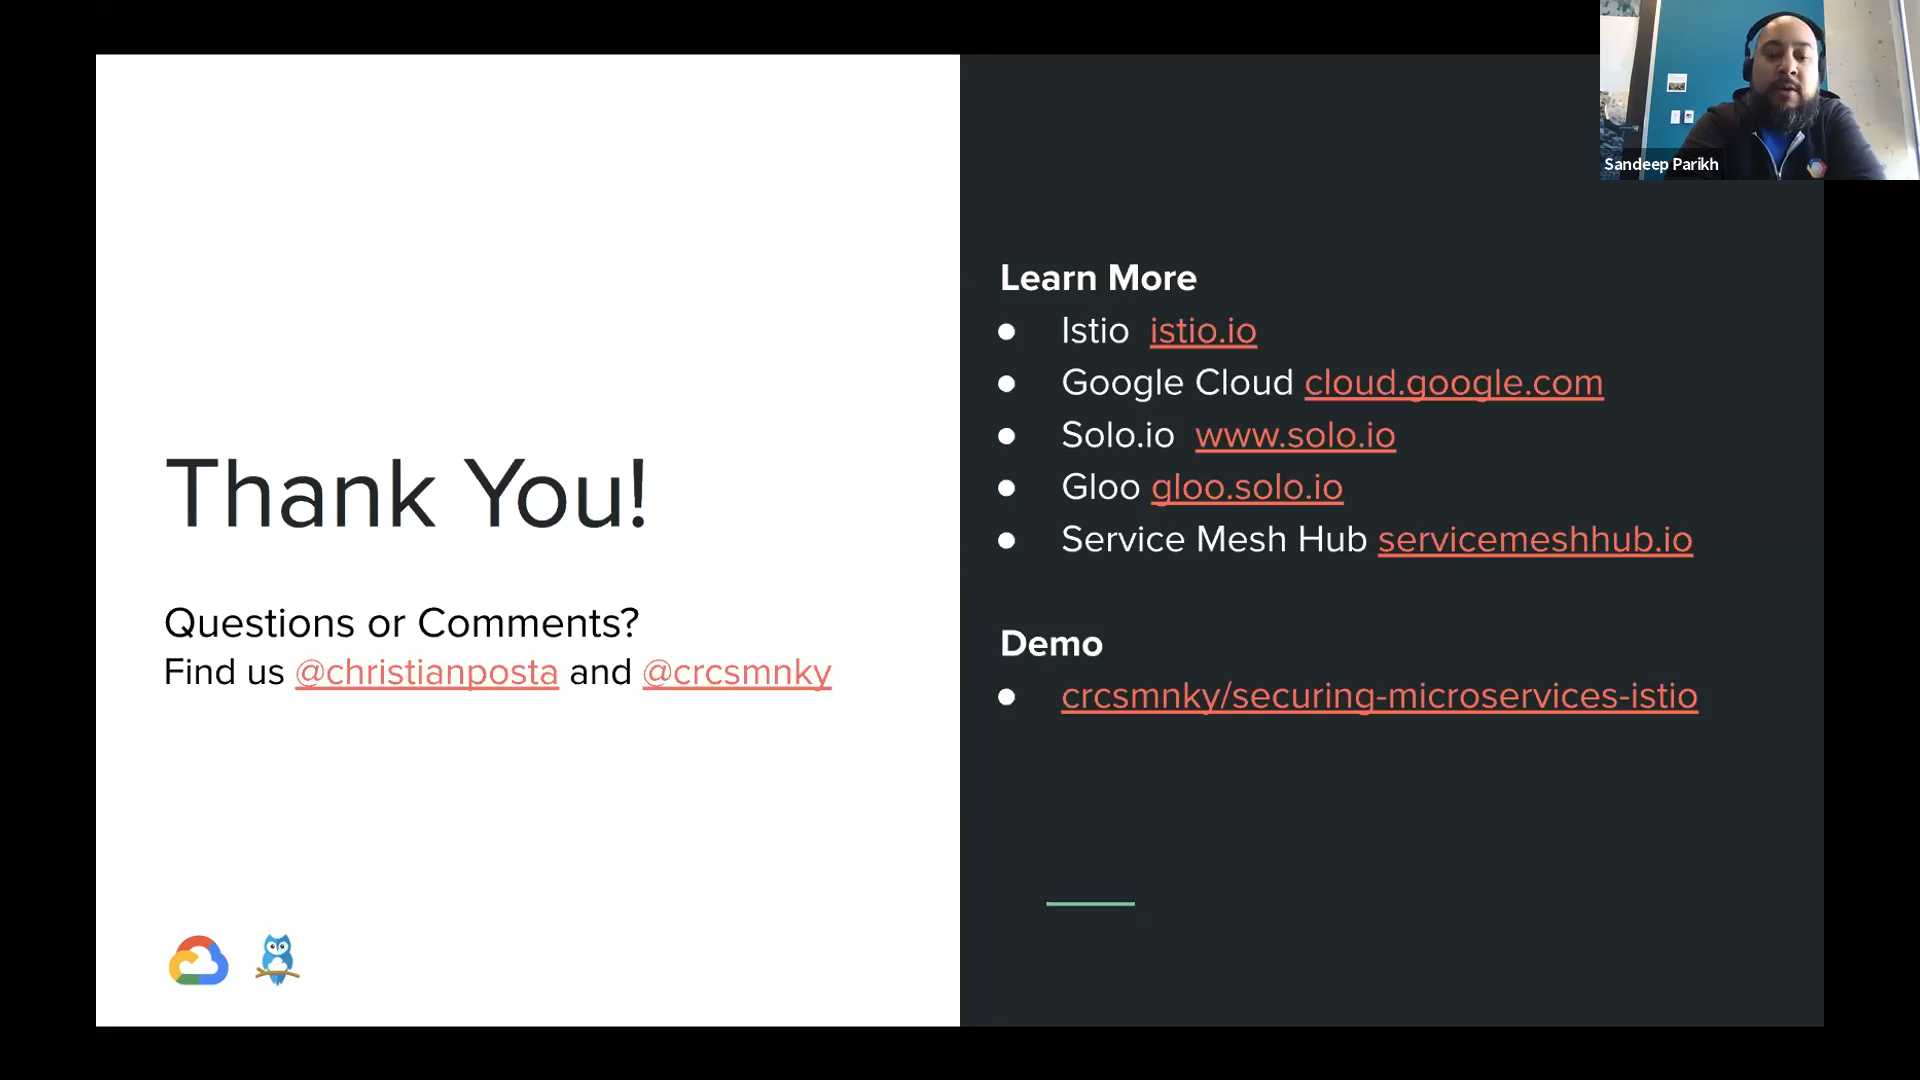 Thank You!
Questions or Comments?
Find us @christianposta and @crcsmnky
Learn More
● Istio istio.io
● Google Cloud cloud.google.com
● Solo.io www.solo.io
● Gloo gloo.solo.io
● Service Mesh Hub servicemeshhub.io
Demo
● crcsmnky/securing-microservices-istio
Sandeep Parikh